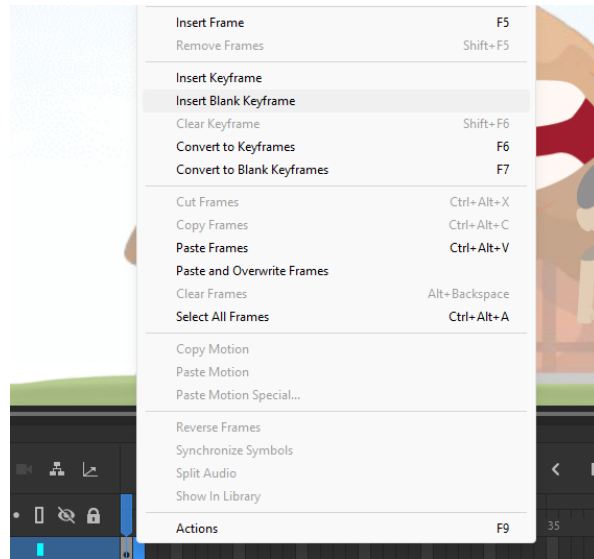 Insert Frame F5
Remove Frames Shift+F5
Insert Keyframe
Insert Blank Keyframe
Clear Keyframe Shift+F6
Convert to Keyframes F6
Convert to Blank Keyframes F7
Cut Frames Ctrl+Alt+X
Copy Frames Ctrl+Alt+C
Paste Frames Ctrl+Alt+V
Paste and Overwrite Frames
Clear Frames Alt+Backspace
Select All Frames Ctrl+Alt+A
Copy Motion
Paste Motion
Paste Motion Special...
Reverse Frames
Synchronize Symbols
Split Audio
Show In Library
Actions F9
35